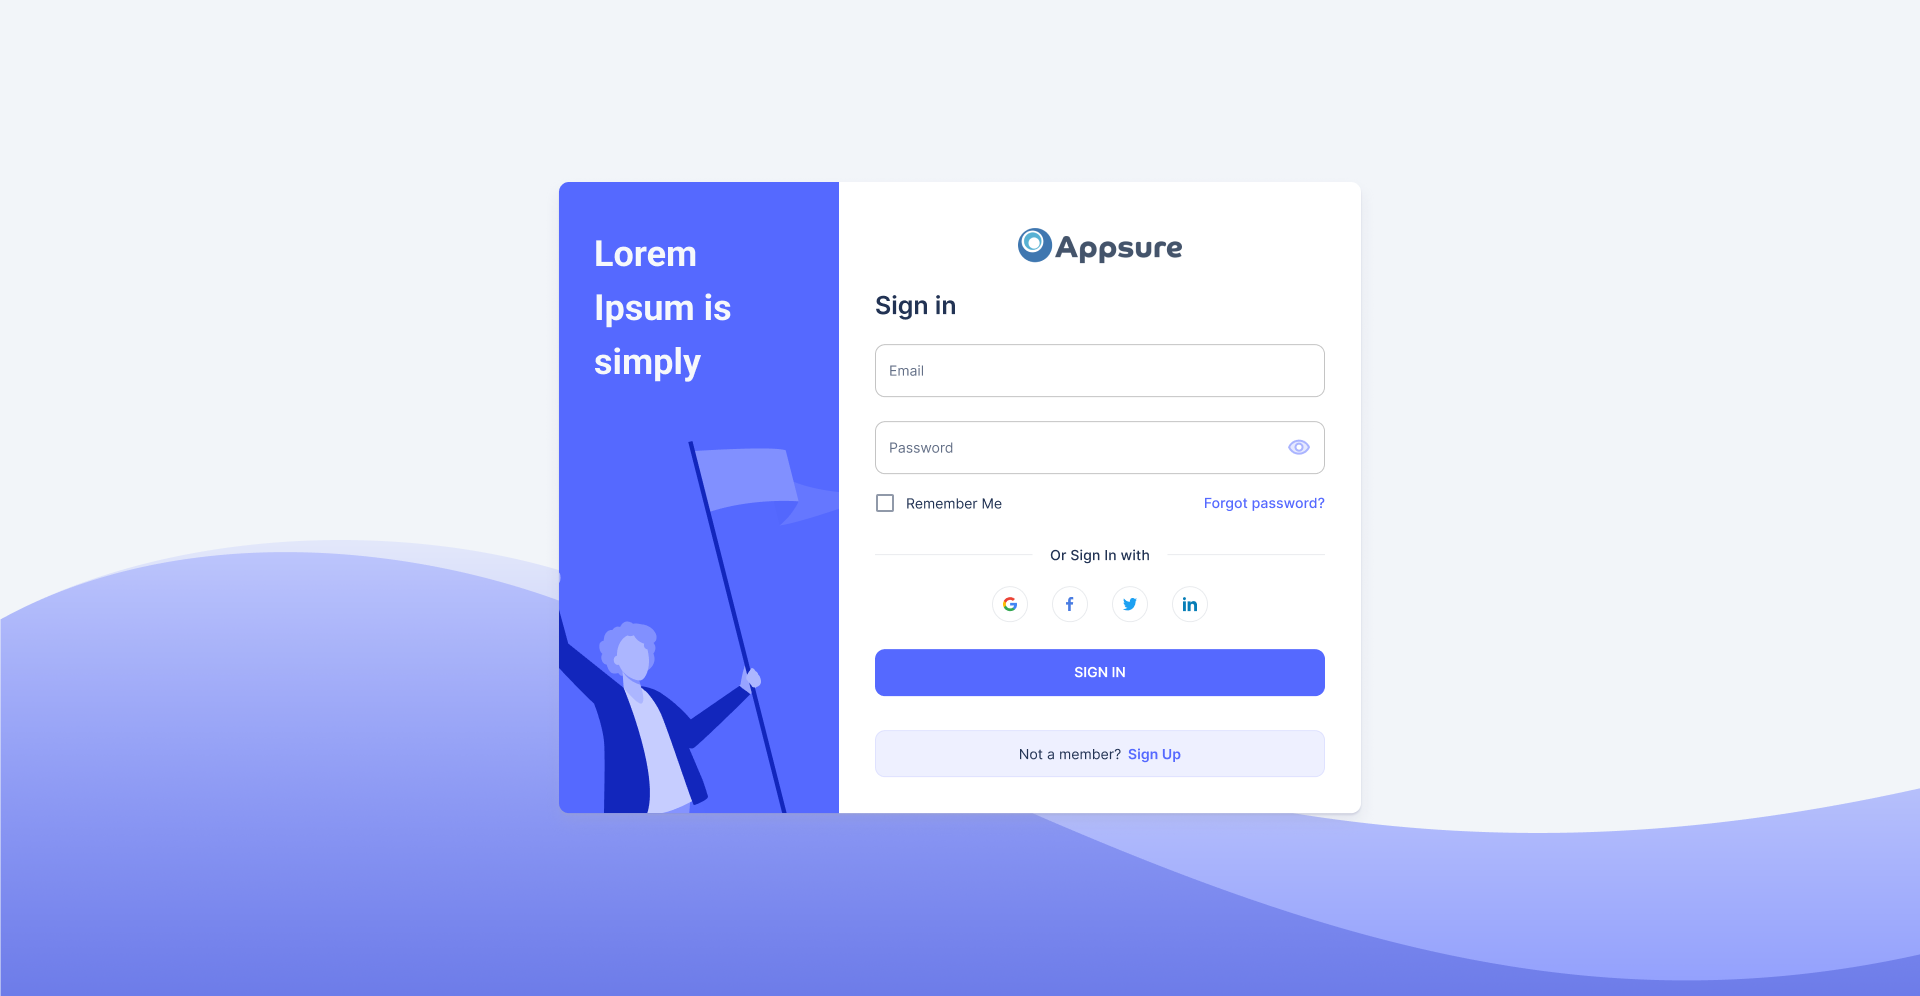 Lorem
Ipsum is
simply
Appsure
Sign in
Email
Password
Remember Me
Forgot password?
Or Sign In with
SIGN IN
Not a member? Sign Up